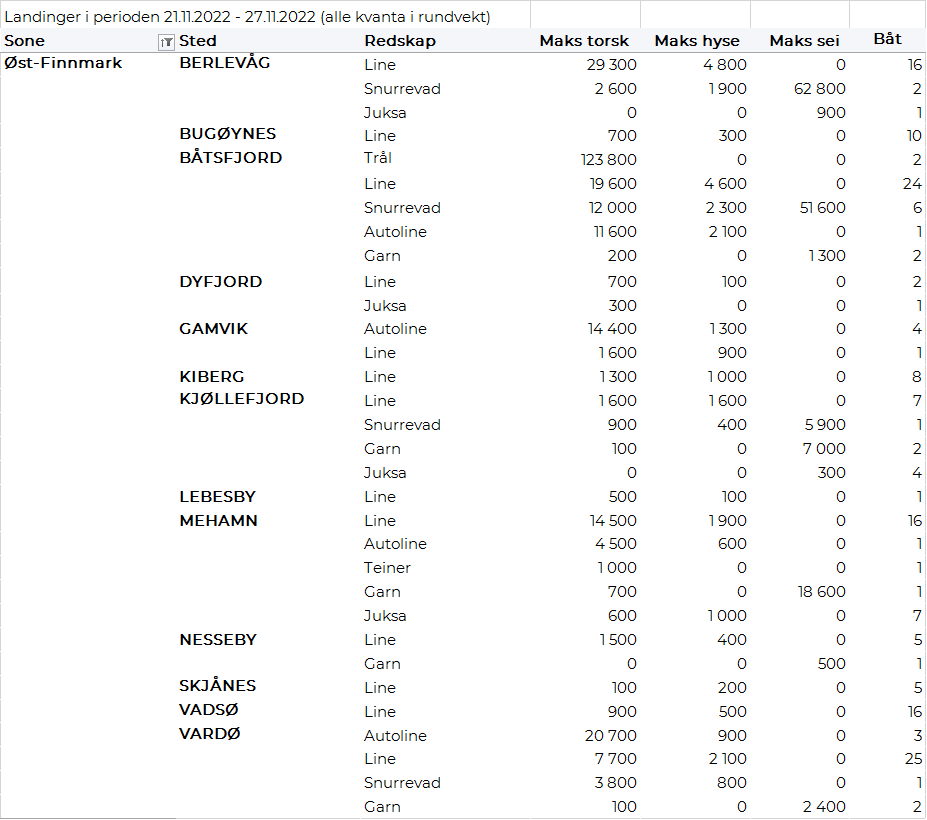 Landinger i perioden 21.11.2022 - 27.11.2022 (alle kvanta i rundvekt)
Sone Sted Redskap Maks torsk Maks hyse Maks sei Båt
Øst-Finnmark BERLEVÅG Line 29 300 4 800 0 16
Snurrevad 2 600 1 900 62 800 2
Juksa 0 0 900 1
BUGØYNES Line 700 300 0 10
BÅTSFJORD Trål 123 800 0 0 2
Line 19 600 4 600 0 24
Snurrevad 12 000 2 300 51 600 6
Autoline 11 600 2 100 0 1
Garn 200 0 1 300 2
DYFJORD Line 700 100 0 2
Juksa 300 0 0 1
GAMVIK Autoline 14 400 1 300 0 4
Line 1 600 900 0 1
KIBERG Line 1 300 1 000 0 8
KJØLLEFJORD Line 1 600 1 600 0 7
Snurrevad 900 400 5 900 1
Garn 100 0 7 000 2
Juksa 0 0 300 4
LEBESBY Line 500 100 0 1
MEHAMN Line 14 500 1 900 0 16
Autoline 4 500 600 0 1
Teiner 1 000 0 0 1
Garn 700 0 18 600 1
Juksa 600 1 000 0 7
NESSEBY Line 1 500 400 0 5
Garn 0 0 500 1
SKJÅNES Line 100 200 0 5
VADSØ Line 900 500 0 16
VARDØ Autoline 20 700 900 0 3
Line 7 700 2 100 0 25
Snurrevad 3 800 800 0 1
Garn 100 0 2 400 2